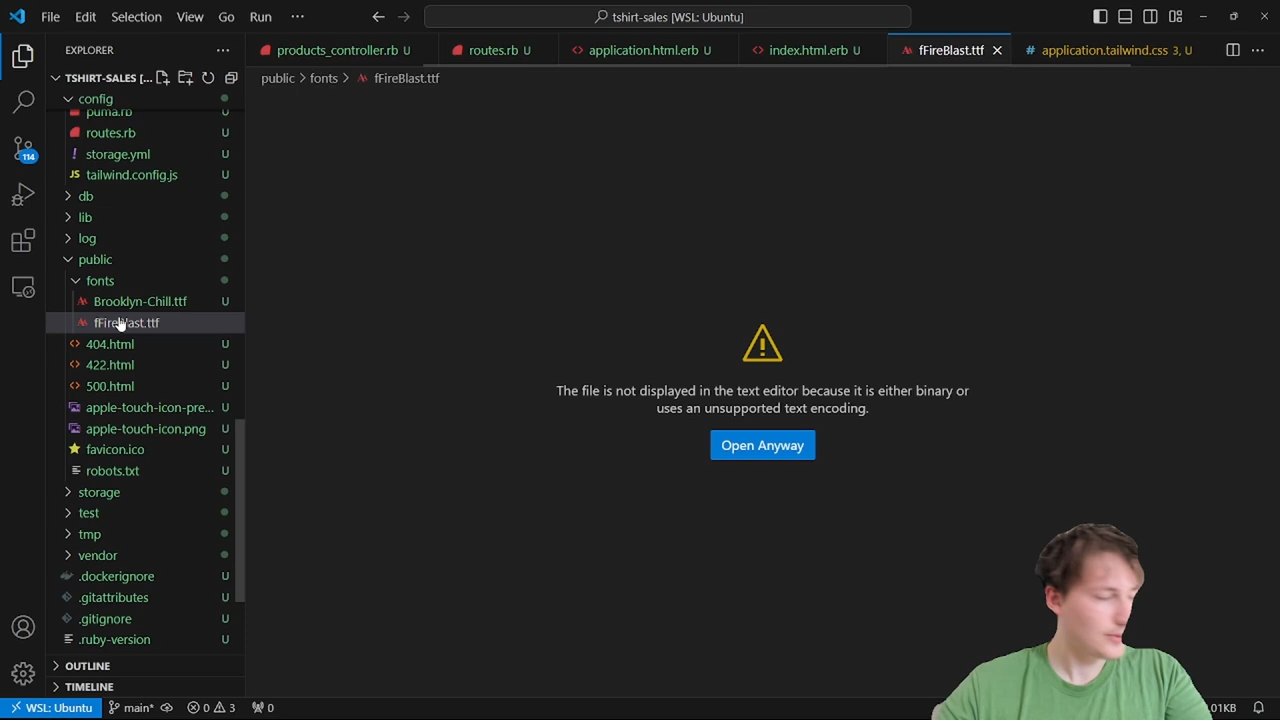 File Edit Selection View Go Run ···
tshirt-sales [WSL: Ubuntu]
EXPLORER ···
products_controller.rb U
routes.rb U
application.html.erb U
index.html.erb U
fFireBlast.ttf
application.tailwind.css 3, U
TSHIRT-SALES [...
public > fonts > fFireBlast.ttf
config
puma.rb U
routes.rb U
storage.yml U
JS tailwind.config.js U
db
lib
log
public
fonts
Brooklyn-Chill.ttf U
fFireBlast.ttf
404.html U
422.html U
500.html U
apple-touch-icon-pre... U
apple-touch-icon.png U
favicon.ico U
robots.txt U
storage
test
tmp
vendor
.dockerignore U
.gitattributes U
.gitignore U
.ruby-version U
OUTLINE
TIMELINE
114
The file is not displayed in the text editor because it is either binary or
uses an unsupported text encoding.
Open Anyway
WSL: Ubuntu main* 0 3 0